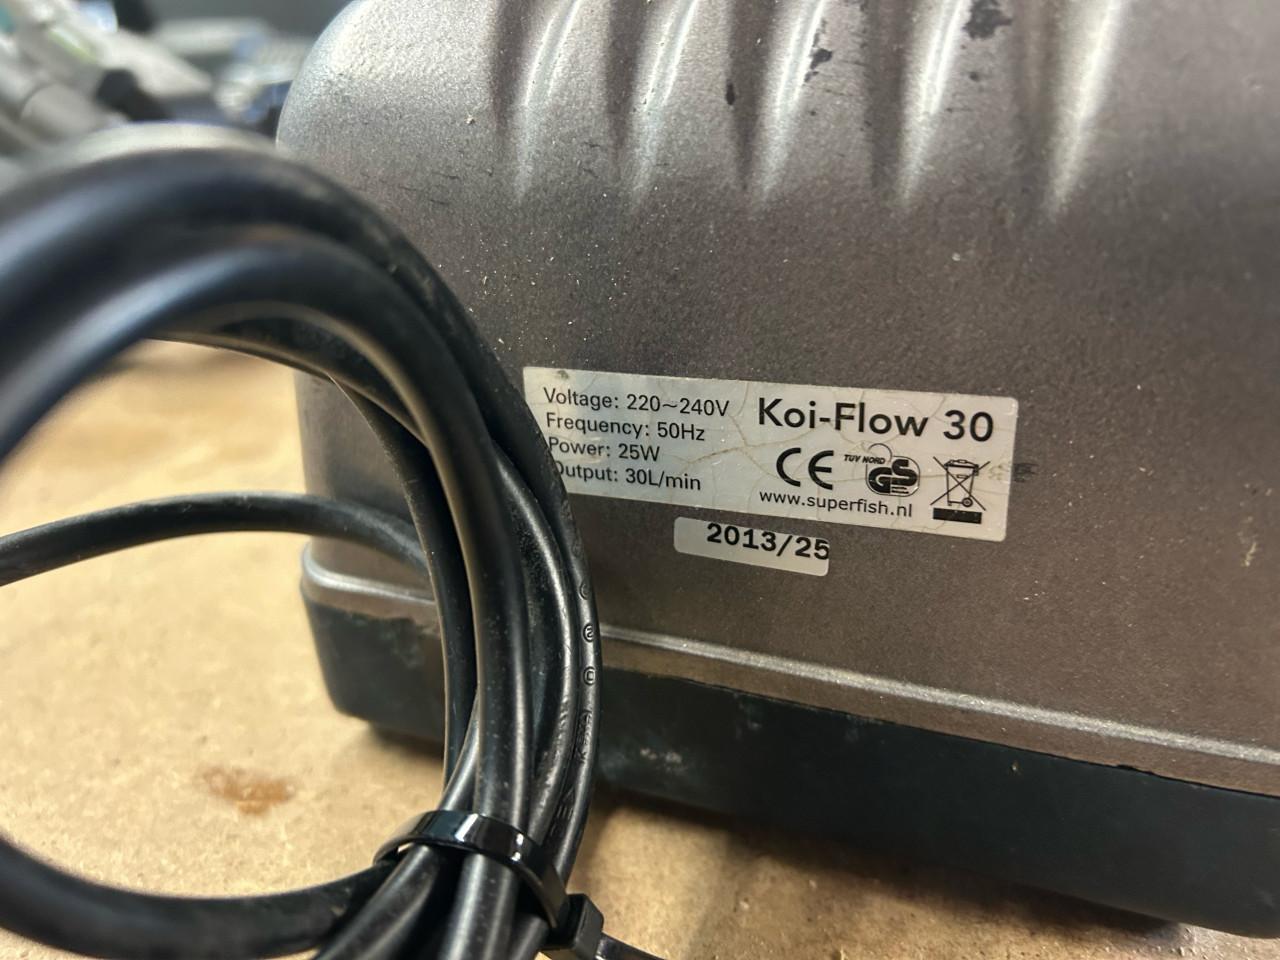 Voltage: 220~240V
Frequency: 50Hz
Power: 25W
Output: 30L/min
Koi-Flow 30
CE
TUV NORD
GS
www.superfish.nl
2013/25